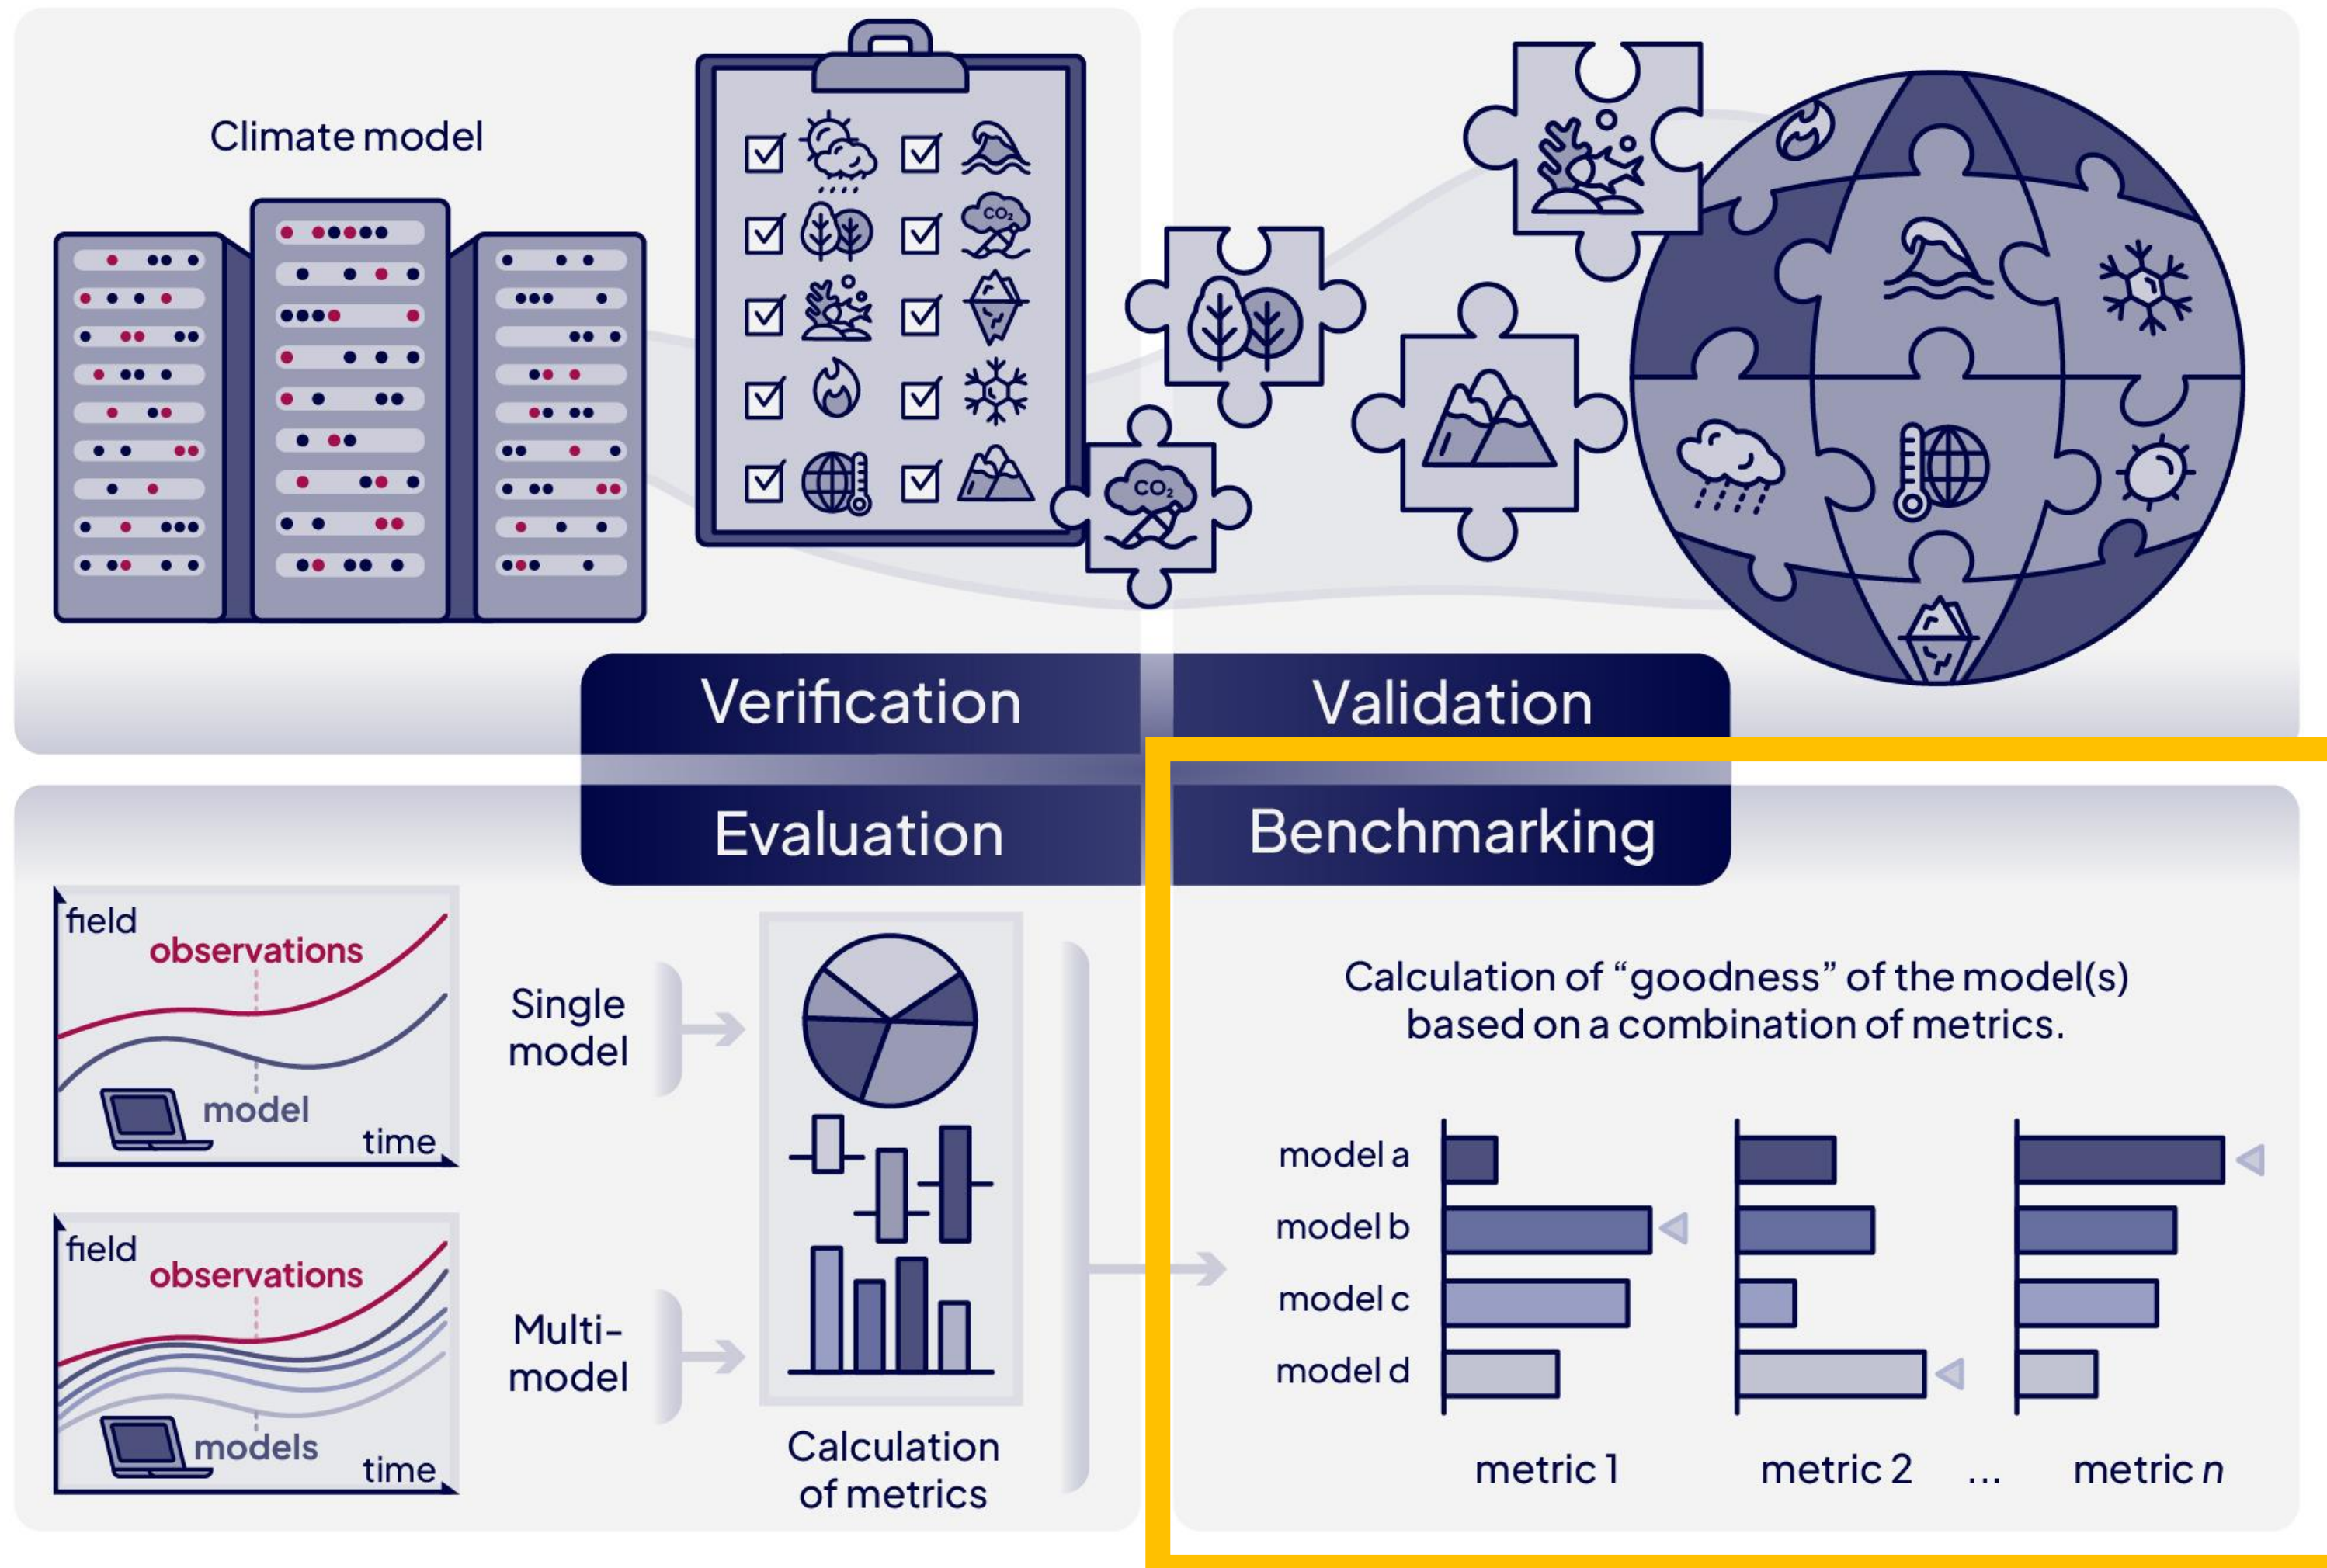 Climate model
CO₂
CO₂
Verification
Validation
Evaluation
Benchmarking
field
observations
model
time
Single
model
field
observations
models
time
Multi-
model
Calculation
of metrics
Calculation of “goodness” of the model(s)
based on a combination of metrics.
model a
model b
model c
model d
metric 1
metric 2
...
metric n